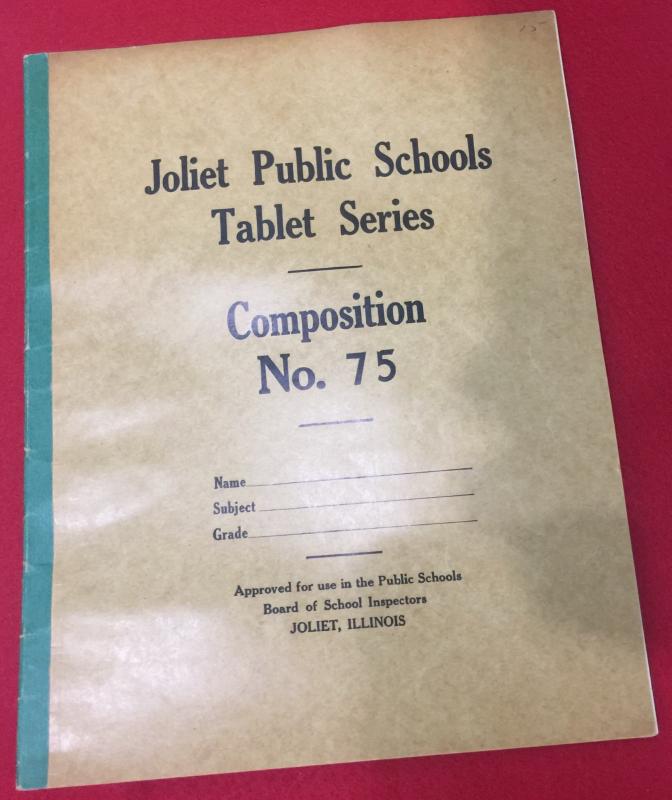 15
Joliet Public Schools
Tablet Series
Composition
No. 75
Name
Subject
Grade
Approved for use in the Public Schools
Board of School Inspectors
JOLIET, ILLINOIS